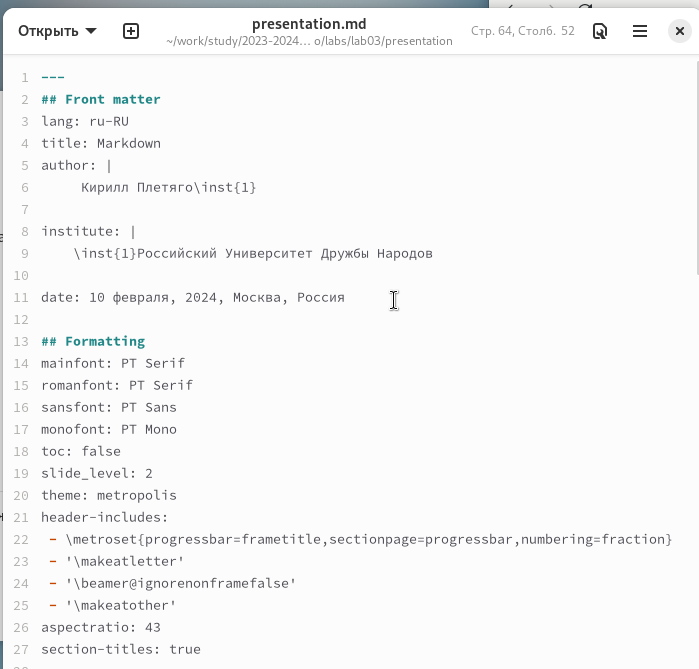 Открыть
presentation.md
~/work/study/2023-2024… o/labs/lab03/presentation
Стр. 64, Столб. 52
1 ---
2 ## Front matter
3 lang: ru-RU
4 title: Markdown
5 author: |
6      Кирилл Плетяго\inst{1}
7
8 institute: |
9     \inst{1}Российский Университет Дружбы Народов
10
11 date: 10 февраля, 2024, Москва, Россия
12
13 ## Formatting
14 mainfont: PT Serif
15 romanfont: PT Serif
16 sansfont: PT Sans
17 monofont: PT Mono
18 toc: false
19 slide_level: 2
20 theme: metropolis
21 header-includes:
22  - \metroset{progressbar=frametitle,sectionpage=progressbar,numbering=fraction}
23  - '\makeatletter'
24  - '\beamer@ignorenonframefalse'
25  - '\makeatother'
26 aspectratio: 43
27 section-titles: true